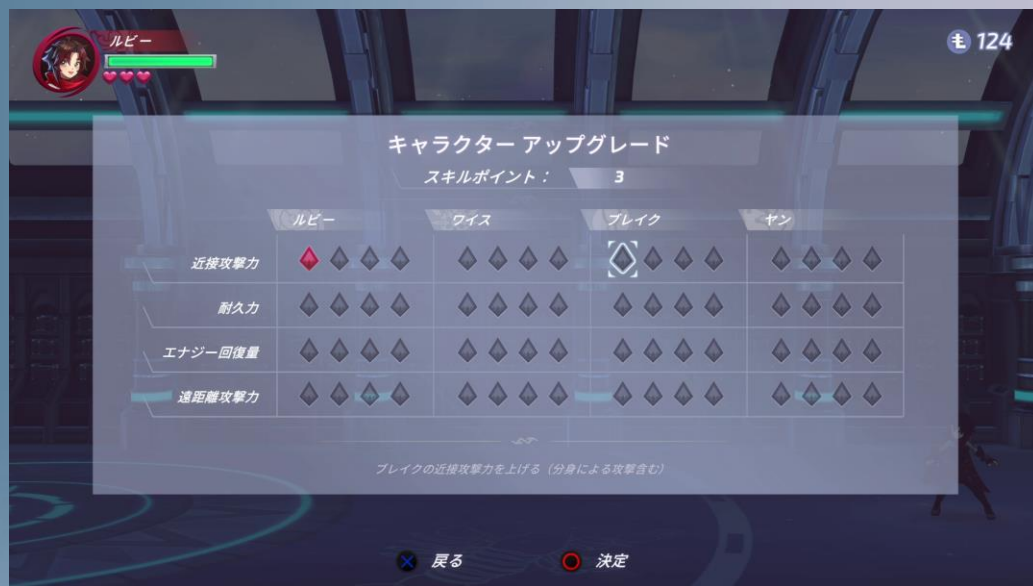 ルビー
124
キャラクター アップグレード
スキルポイント： 3
ルビー ワイス ブレイク ヤン
近接攻撃力
耐久力
エナジー回復量
遠距離攻撃力
ブレイクの近接攻撃力を上げる（分身による攻撃含む）
戻る 決定